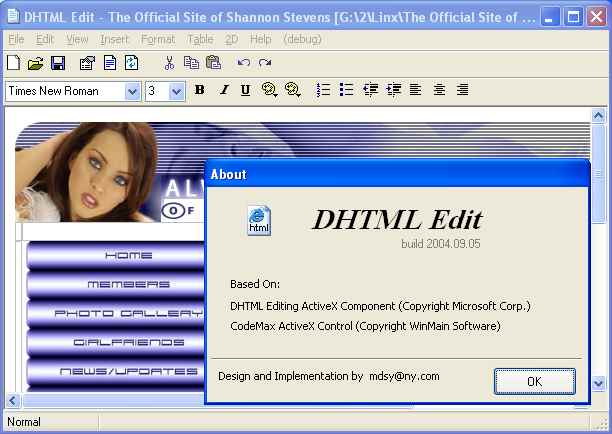 DHTML Edit - The Official Site of Shannon Stevens [G:\2\Linx\The Official Site of ...
File Edit View Insert Format Table 2D Help (debug)
Times New Roman 3 B I U
About
html
DHTML Edit
build 2004.09.05
AL
OF
HOME
Based On:
MEMBERS
DHTML Editing ActiveX Component (Copyright Microsoft Corp.)
PHOTO GALLERY
CodeMax ActiveX Control (Copyright WinMain Software)
GIRLFRIENDS
NEWS/UPDATES
Design and Implementation by mdsy@ny.com
OK
Normal